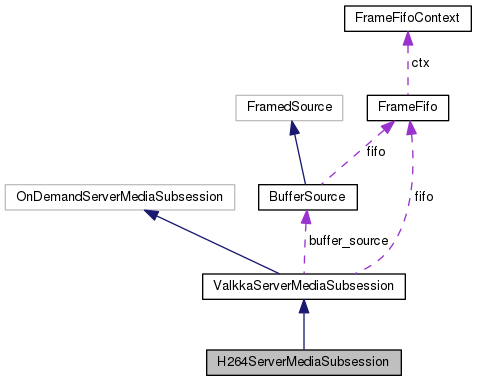 FrameFifoContext
ctx
FramedSource
FrameFifo
fifo
OnDemandServerMediaSubsession
BufferSource
fifo
buffer_source
ValkkaServerMediaSubsession
H264ServerMediaSubsession